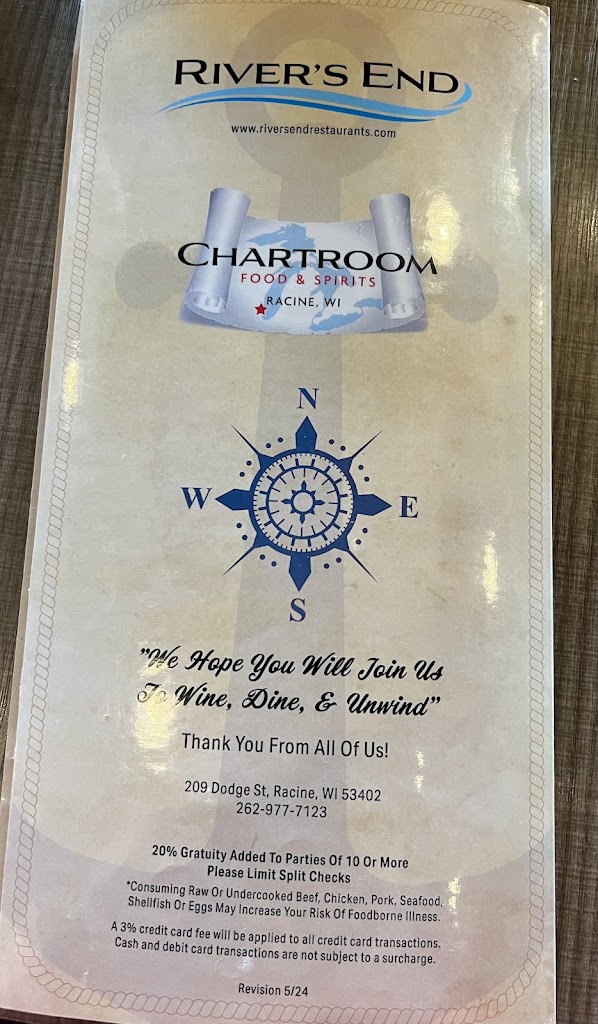 RIVER'S END
www.riversendrestaurants.com
CHARTROOM
FOOD & SPIRITS
RACINE, WI
N
W
E
S
"We Hope You Will Join Us
To Wine, Dine, & Unwind"
Thank You From All Of Us!
209 Dodge St, Racine, WI 53402
262-977-7123
20% Gratuity Added To Parties Of 10 Or More
Please Limit Split Checks
*Consuming Raw Or Undercooked Beef, Chicken, Pork, Seafood,
Shellfish Or Eggs May Increase Your Risk Of Foodborne Illness.
A 3% credit card fee will be applied to all credit card transactions.
Cash and debit card transactions are not subject to a surcharge.
Revision 5/24